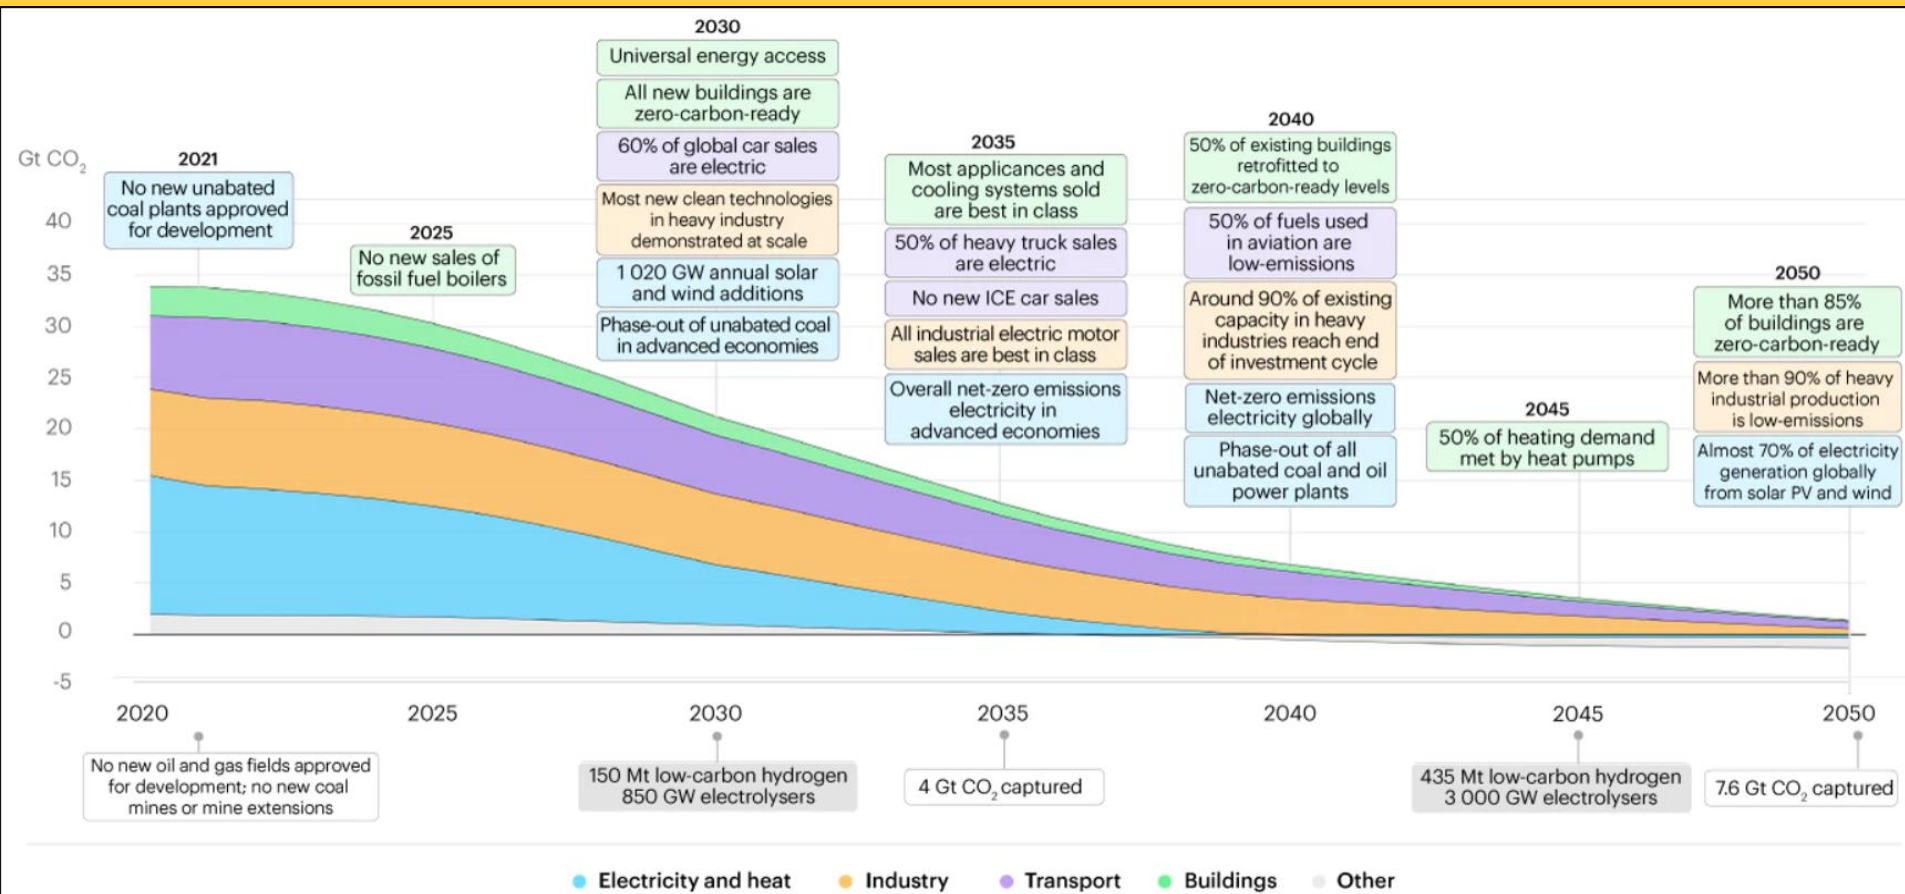 Gt CO₂
40
35
30
25
20
15
10
5
0
-5
2021
No new unabated
coal plants approved
for development
2025
No new sales of
fossil fuel boilers
2030
Universal energy access
All new buildings are
zero-carbon-ready
60% of global car sales
are electric
Most new clean technologies
in heavy industry
demonstrated at scale
1 020 GW annual solar
and wind additions
Phase-out of unabated coal
in advanced economies
2035
Most applicances and
cooling systems sold
are best in class
50% of heavy truck sales
are electric
No new ICE car sales
All industrial electric motor
sales are best in class
Overall net-zero emissions
electricity in
advanced economies
2040
50% of existing buildings
retrofitted to
zero-carbon-ready levels
50% of fuels used
in aviation are
low-emissions
Around 90% of existing
capacity in heavy
industries reach end
of investment cycle
Net-zero emissions
electricity globally
Phase-out of all
unabated coal and oil
power plants
2045
50% of heating demand
met by heat pumps
2050
More than 85%
of buildings are
zero-carbon-ready
More than 90% of heavy
industrial production
is low-emissions
Almost 70% of electricity
generation globally
from solar PV and wind
2020 2025 2030 2035 2040 2045 2050
No new oil and gas fields approved
for development; no new coal
mines or mine extensions
150 Mt low-carbon hydrogen
850 GW electrolysers
4 Gt CO₂ captured
435 Mt low-carbon hydrogen
3 000 GW electrolysers
7.6 Gt CO₂ captured
Electricity and heat Industry Transport Buildings Other